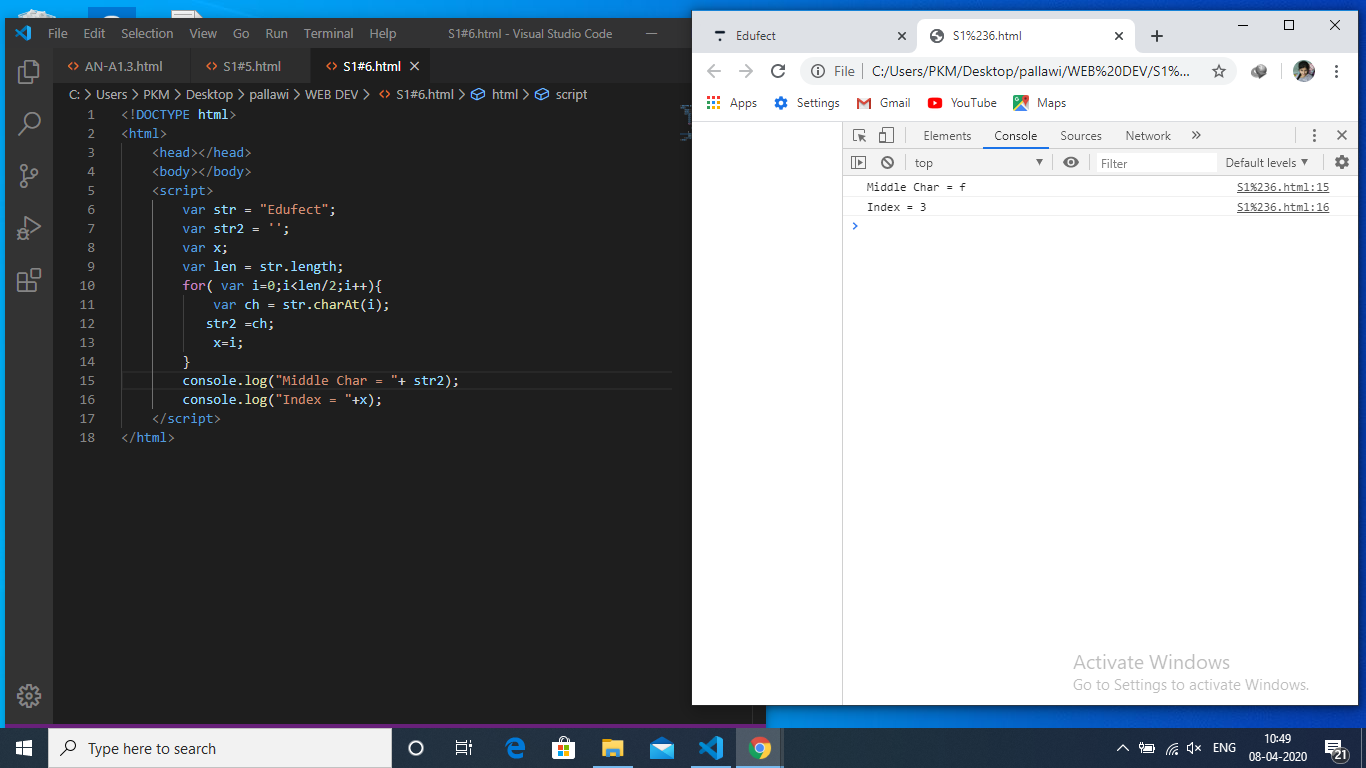 File Edit Selection View Go Run Terminal Help S1#6.html - Visual Studio Code
AN-A1.3.html S1#5.html S1#6.html
C: > Users > PKM > Desktop > pallawi > WEB DEV > S1#6.html > html > script
1 <!DOCTYPE html>
2 <html>
3 <head></head>
4 <body></body>
5 <script>
6 var str = "Edufect";
7 var str2 = '';
8 var x;
9 var len = str.length;
10 for( var i=0;i<len/2;i++){
11 var ch = str.charAt(i);
12 str2 =ch;
13 x=i;
14 }
15 console.log("Middle Char = "+ str2);
16 console.log("Index = "+x);
17 </script>
18 </html>
Edufect S1%236.html
File C:/Users/PKM/Desktop/pallawi/WEB%20DEV/S1%...
Apps Settings Gmail YouTube Maps
Elements Console Sources Network »
top Filter Default levels
Middle Char = f S1%236.html:15
Index = 3 S1%236.html:16
>
Activate Windows
Go to Settings to activate Windows.
Type here to search
ENG
10:49
08-04-2020
21